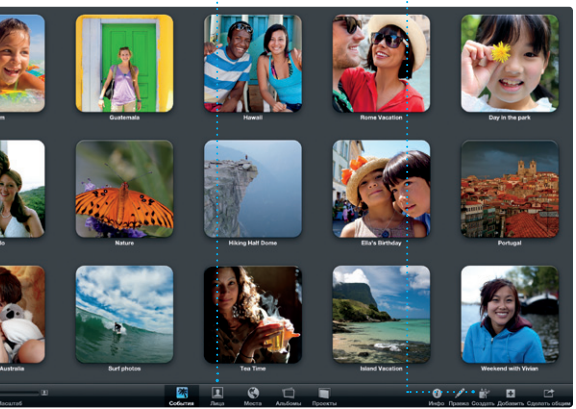 Guatemala
Hawaii
Rome Vacation
Day in the park
Nature
Hiking Half Dome
Ella's Birthday
Portugal
Australia
Surf photos
Tea Time
Island Vacation
Weekend with Vivian
Масштаб
События Лица Места Альбомы Проекты
Инфо Правка Создать Добавить Сделать общим